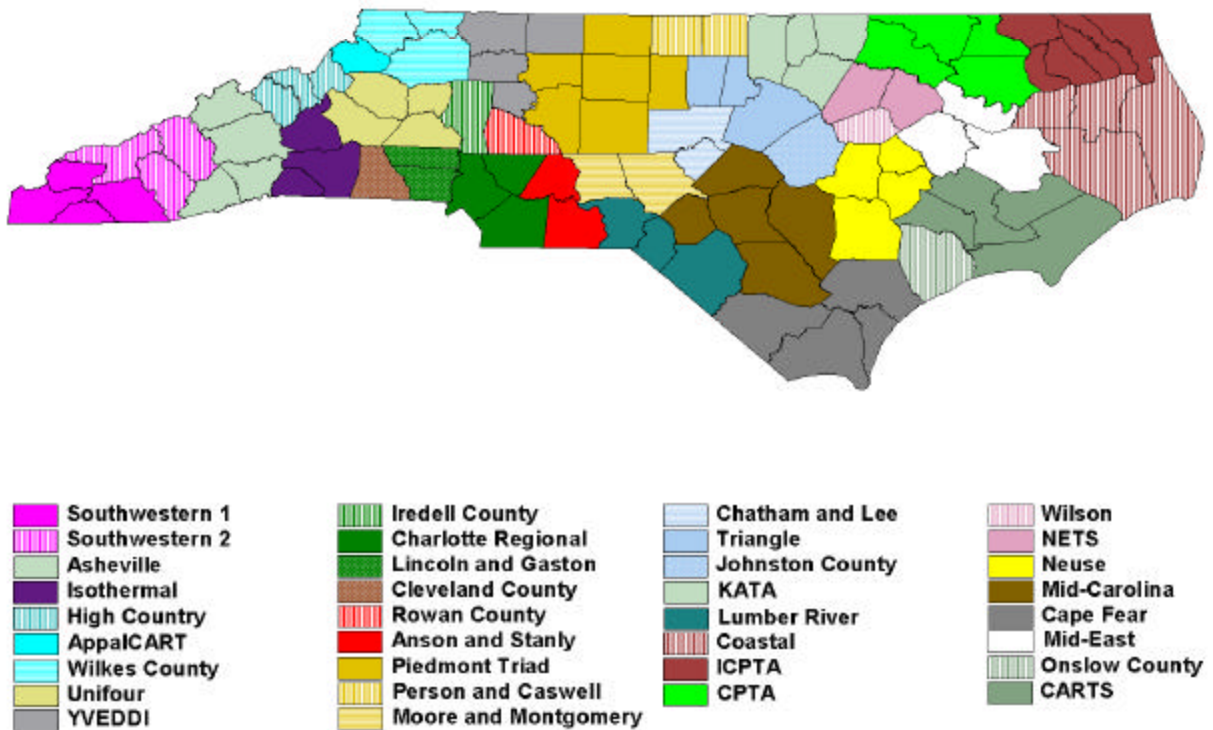 Southwestern 1
Southwestern 2
Asheville
Isothermal
High Country
AppalCART
Wilkes County
Unifour
YVEDDI
Iredell County
Charlotte Regional
Lincoln and Gaston
Cleveland County
Rowan County
Anson and Stanly
Piedmont Triad
Person and Caswell
Moore and Montgomery
Chatham and Lee
Triangle
Johnston County
KATA
Lumber River
Coastal
ICPTA
CPTA
Wilson
NETS
Neuse
Mid-Carolina
Cape Fear
Mid-East
Onslow County
CARTS